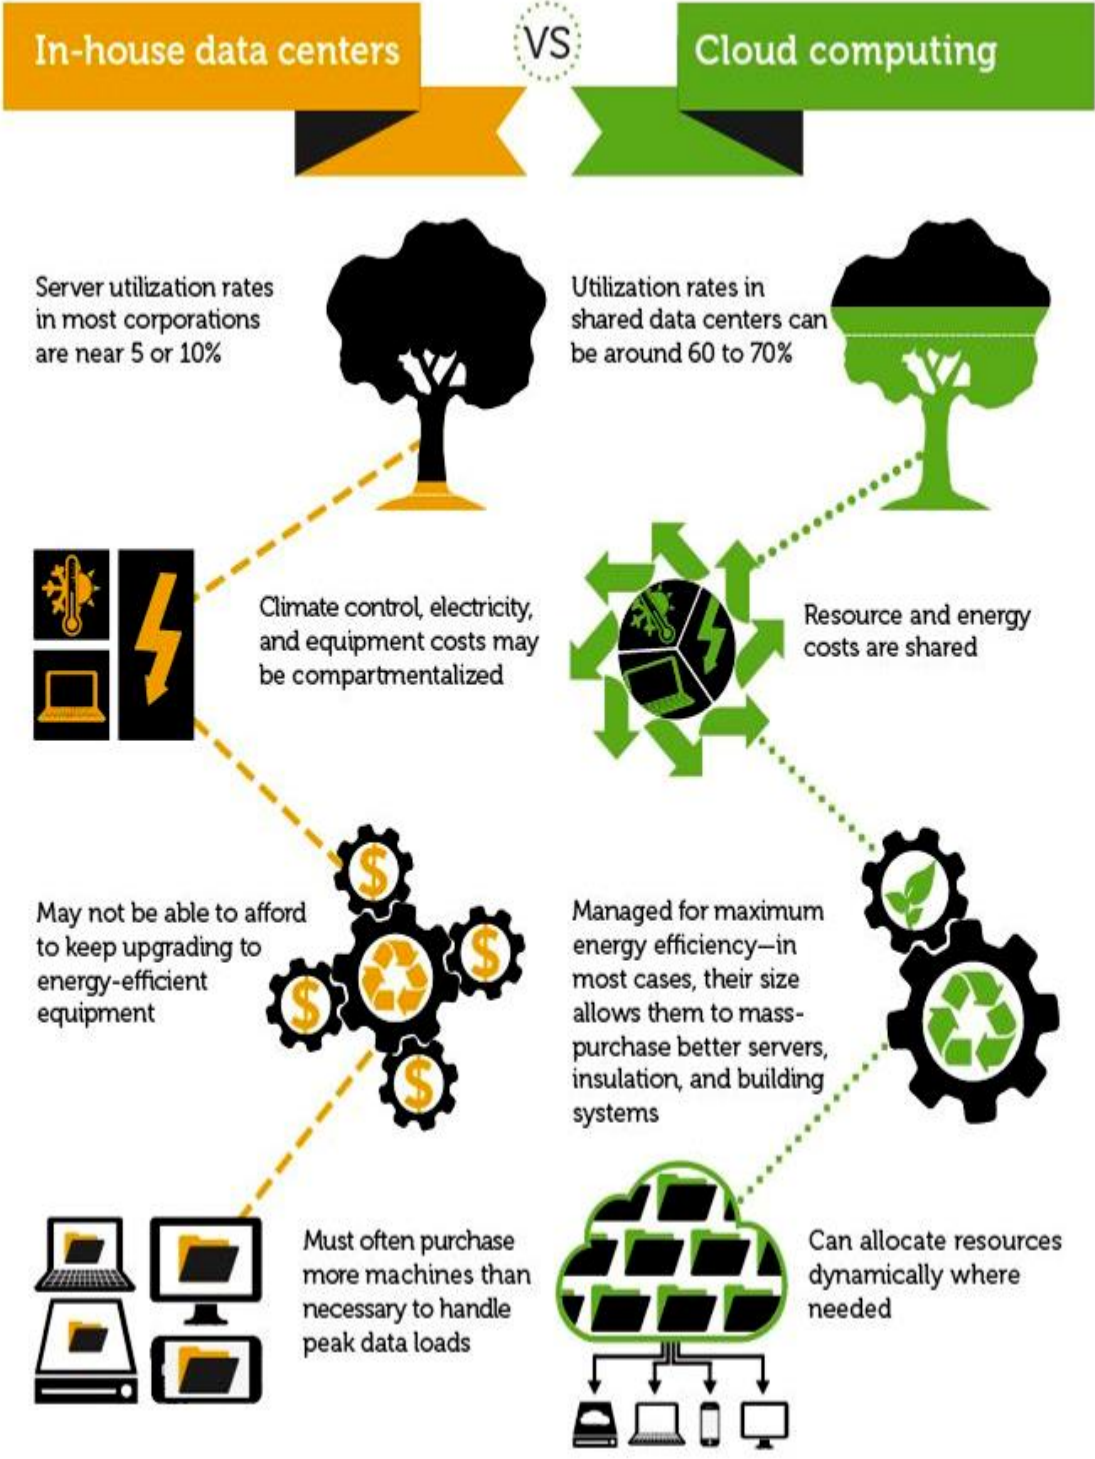 In-house data centers
VS
Cloud computing
Server utilization rates
in most corporations
are near 5 or 10%
Utilization rates in
shared data centers can
be around 60 to 70%
Climate control, electricity,
and equipment costs may
be compartmentalized
Resource and energy
costs are shared
May not be able to afford
to keep upgrading to
energy-efficient
equipment
Managed for maximum
energy efficiency—in
most cases, their size
allows them to mass-
purchase better servers,
insulation, and building
systems
Must often purchase
more machines than
necessary to handle
peak data loads
Can allocate resources
dynamically where
needed